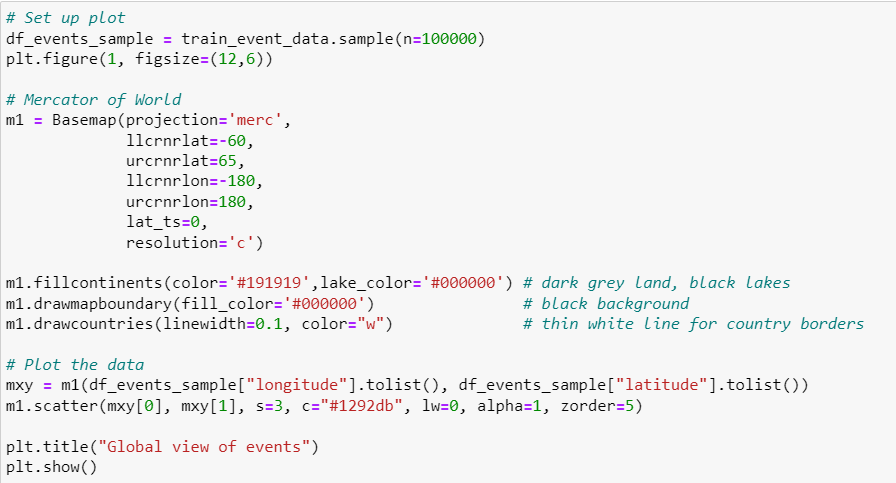 # Set up plot
df_events_sample = train_event_data.sample(n=100000)
plt.figure(1, figsize=(12,6))
# Mercator of World
m1 = Basemap(projection='merc',
llcrnrlat=-60,
urcrnrlat=65,
llcrnrlon=-180,
urcrnrlon=180,
lat_ts=0,
resolution='c')
m1.fillcontinents(color='#191919',lake_color='#000000') # dark grey land, black lakes
m1.drawmapboundary(fill_color='#000000') # black background
m1.drawcountries(linewidth=0.1, color="w") # thin white line for country borders
# Plot the data
mxy = m1(df_events_sample["longitude"].tolist(), df_events_sample["latitude"].tolist())
m1.scatter(mxy[0], mxy[1], s=3, c="#1292db", lw=0, alpha=1, zorder=5)
plt.title("Global view of events")
plt.show()